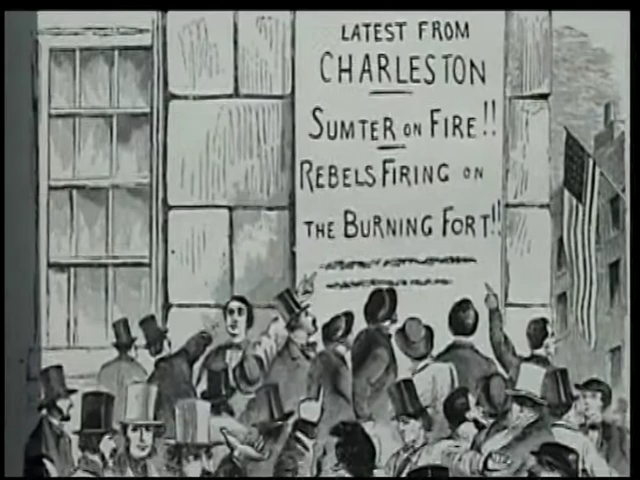 LATEST FROM
CHARLESTON
SUMTER ON FIRE!!
REBELS FIRING ON
THE BURNING FORT!!